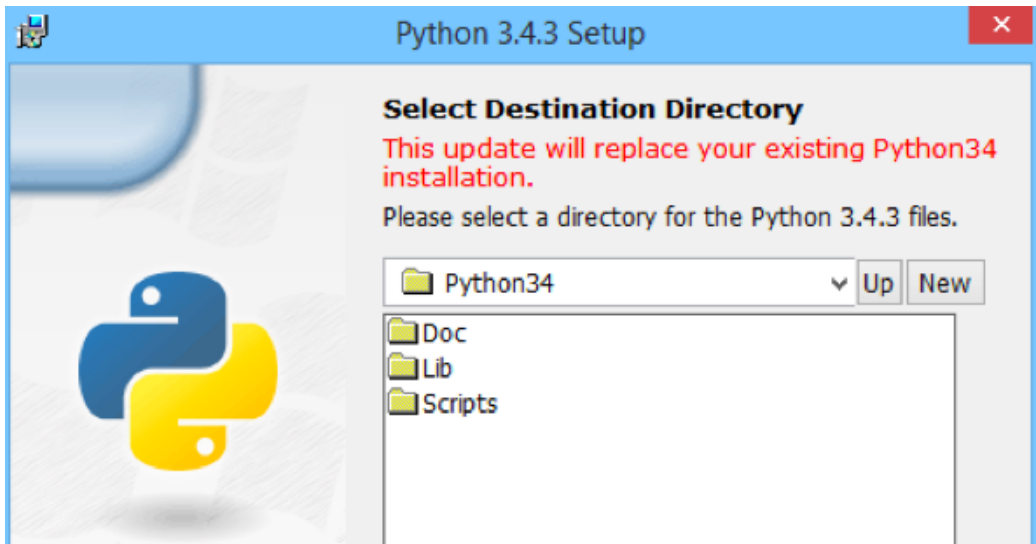 Python 3.4.3 Setup
Select Destination Directory
This update will replace your existing Python34
installation.
Please select a directory for the Python 3.4.3 files.
Python34
Up
New
Doc
Lib
Scripts